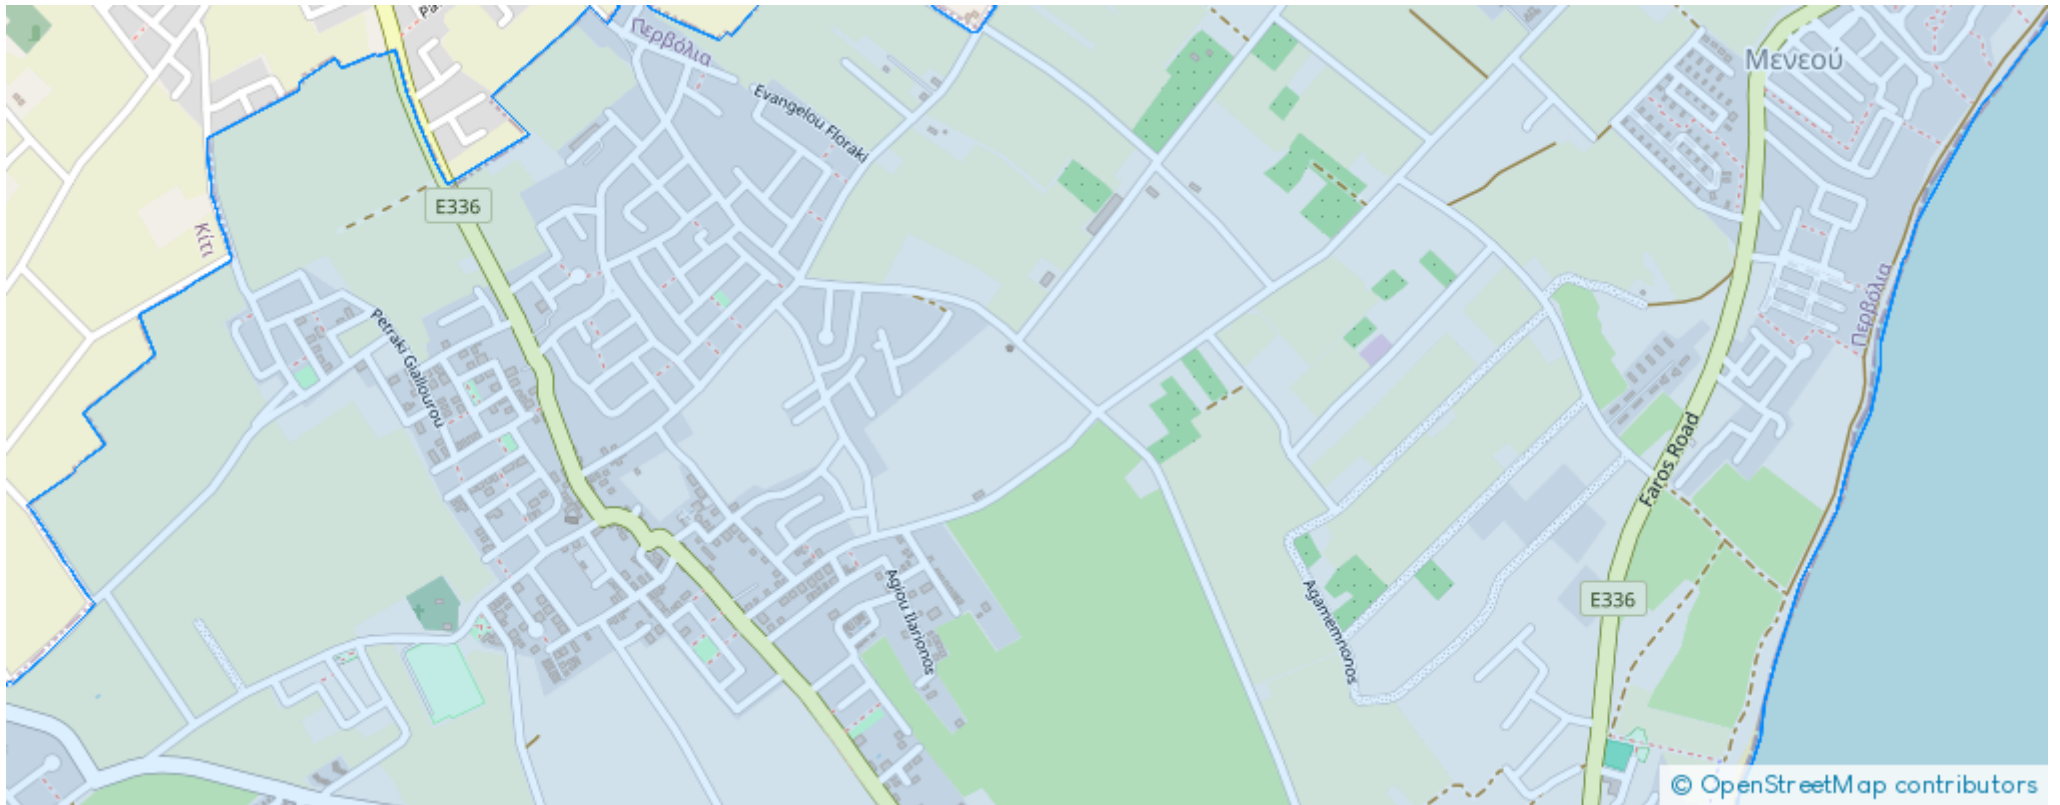 Περβόλια
Μενεού
Evangelou Floraki
E336
Κίτι
Περβόλια
Petraki Giallourou
Faros Road
Agiou Ilarionos
Agamemnonos
E336
© OpenStreetMap contributors